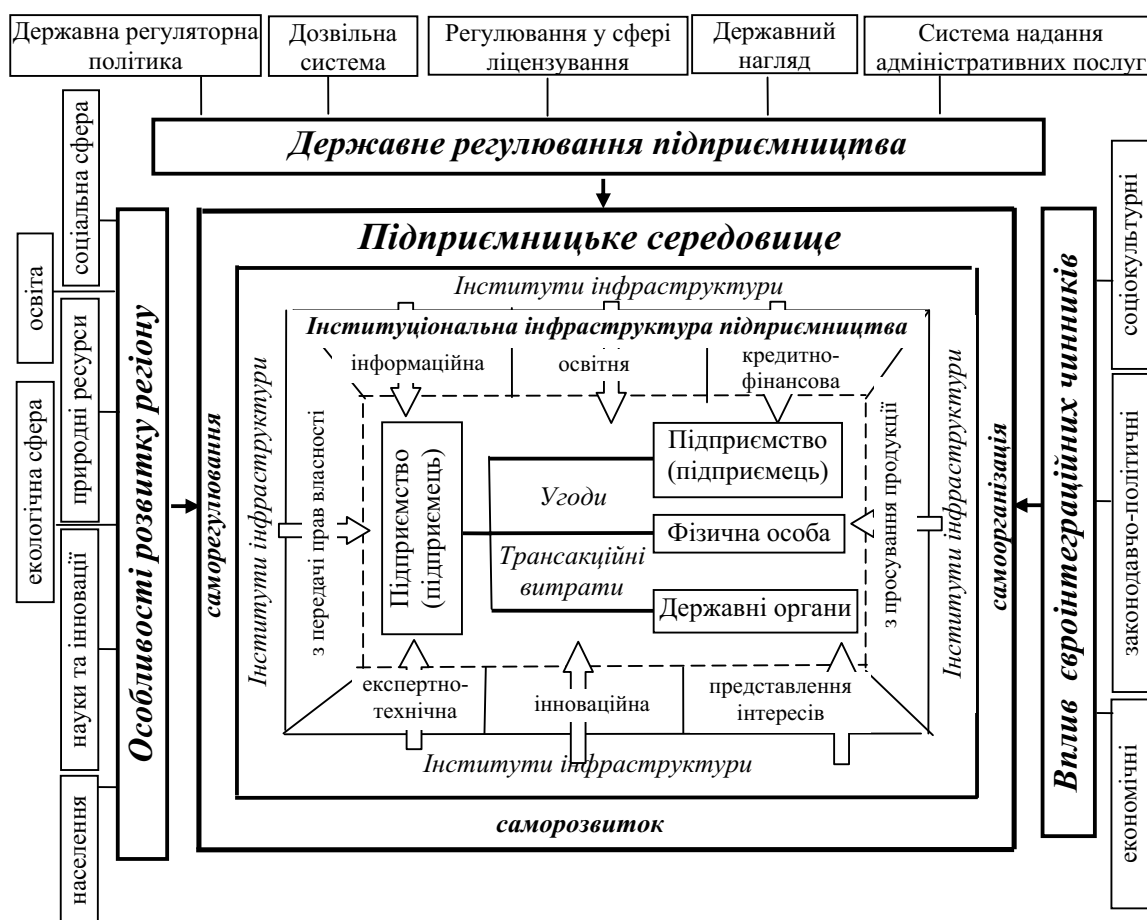 Державна регуляторна
політика
Дозвільна
система
Регулювання у сфері
ліцензування
Державний
нагляд
Система надання
адміністративних послуг
Державне регулювання підприємництва
соціальна сфера
освіта
природні ресурси
екологічна сфера
науки та інновації
населення
Особливості розвитку регіону
Підприємницьке середовище
саморегулювання
Інститути інфраструктури
Інститути інфраструктури
Інституціональна інфраструктура підприємництва
інформаційна
освітня
кредитно-
фінансова
з передачі прав власності
Підприємство
(підприємець)
Угоди
Трансакційні
витрати
Підприємство
(підприємець)
Фізична особа
Державні органи
з просування продукції
Інститути інфраструктури
самоорганізація
експертно-
технічна
інноваційна
представлення
інтересів
Інститути інфраструктури
саморозвиток
Вплив євроінтеграційних чинників
соціокультурні
законодавчо-політичні
економічні